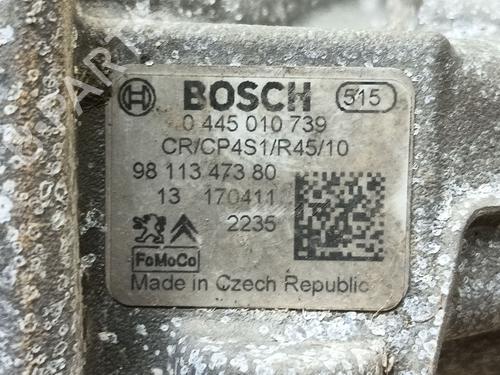 BOSCH 515
0 445 010 739
CR/CP4S1/R45/10
98 113 473 80
13 170411
2235
FoMoCo
Made in Czech Republic